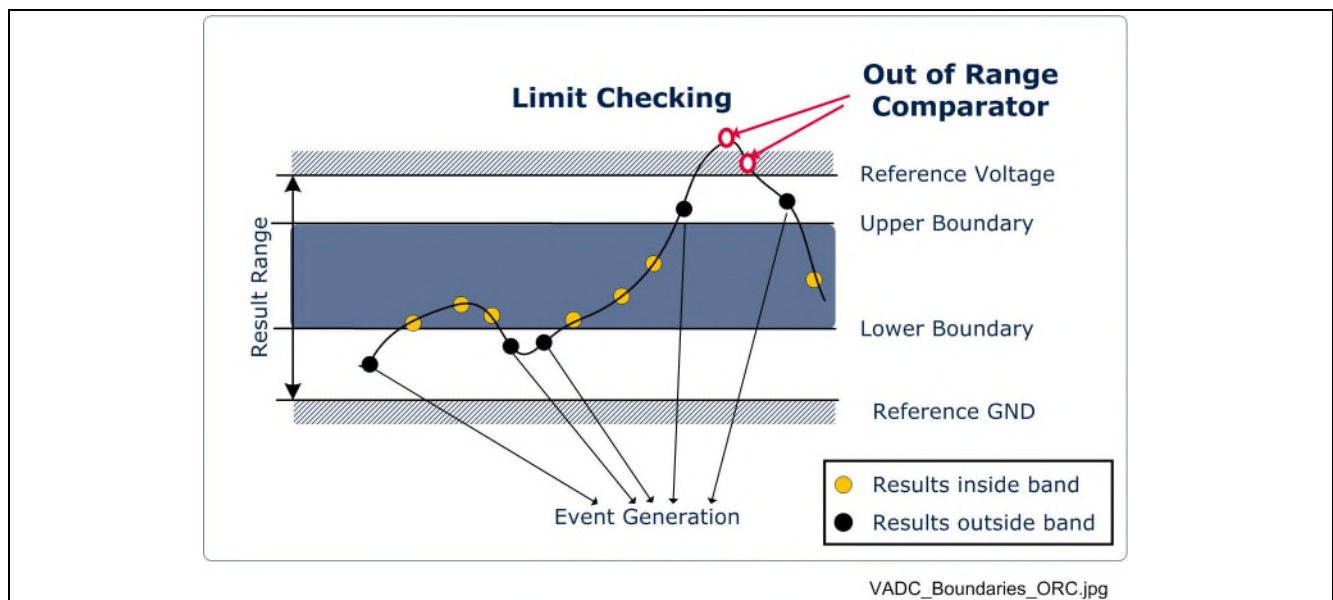 Limit Checking
Out of Range
Comparator
Reference Voltage
Upper Boundary
Result Range
Lower Boundary
Reference GND
Results inside band
Event Generation
Results outside band
VADC_Boundaries_ORC.jpg